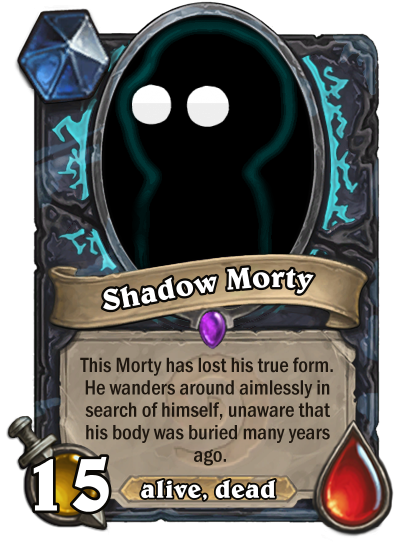 Shadow Morty
This Morty has lost his true form.
He wanders around aimlessly in
search of himself, unaware that
his body was buried many years
ago.
15
alive, dead